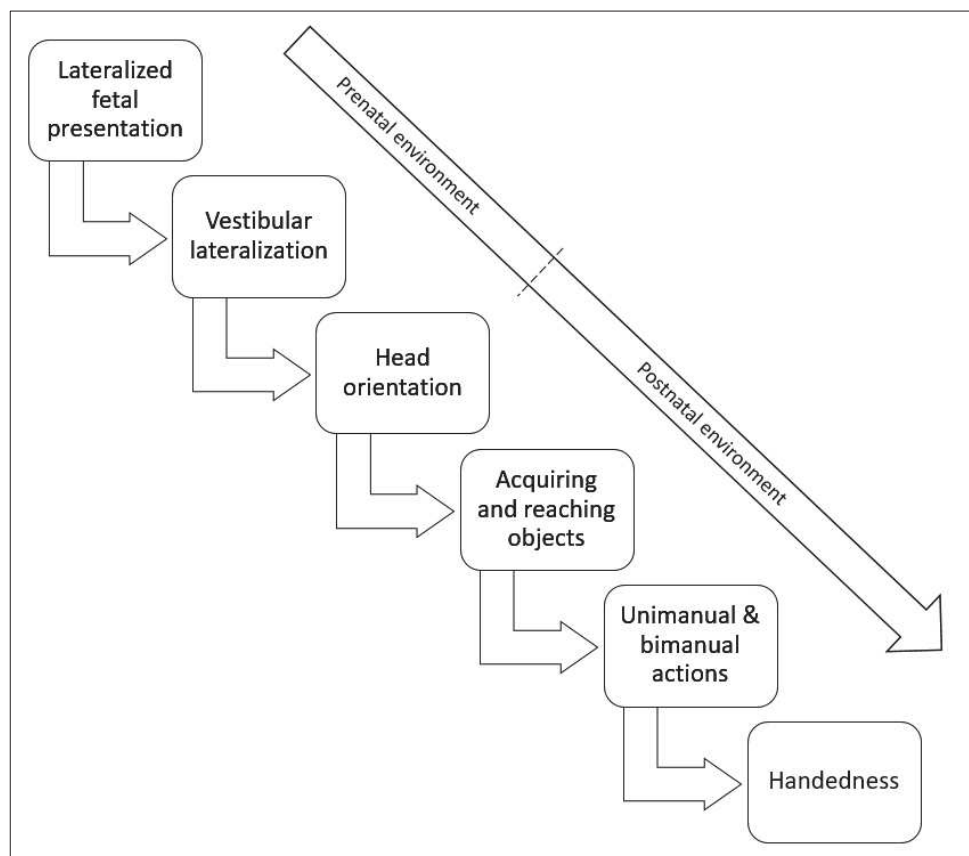 Lateralized
fetal
presentation
Prenatal environment
Vestibular
lateralization
Head
orientation
Postnatal environment
Acquiring
and reaching
objects
Unimanual &
bimanual
actions
Handedness